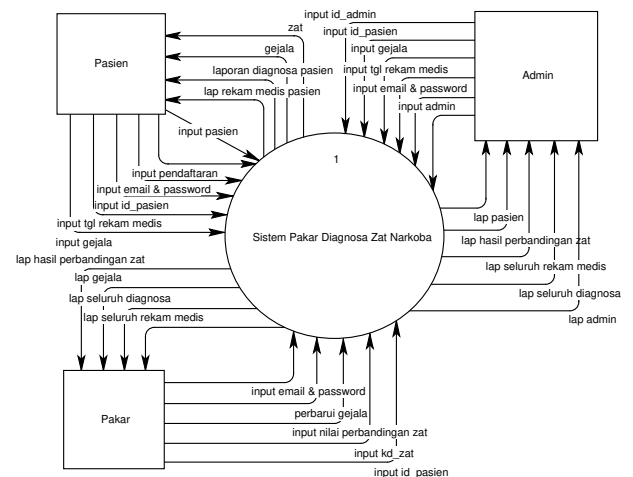 Pasien
zat
gejala
laporan diagnosa pasien
lap rekam medis pasien
input pasien
input pendaftaran
input email & password
input id_pasien
input tgl rekam medis
input gejala
input id_admin
input id_pasien
input gejala
input tgl rekam medis
input email & password
input admin
Admin
1
Sistem Pakar Diagnosa Zat Narkoba
lap pasien
lap hasil perbandingan zat
lap seluruh rekam medis
lap seluruh diagnosa
lap admin
lap hasil perbandingan zat
lap gejala
lap seluruh diagnosa
lap seluruh rekam medis
Pakar
input email & password
perbarui gejala
input nilai perbandingan zat
input kd_zat
input id_pasien